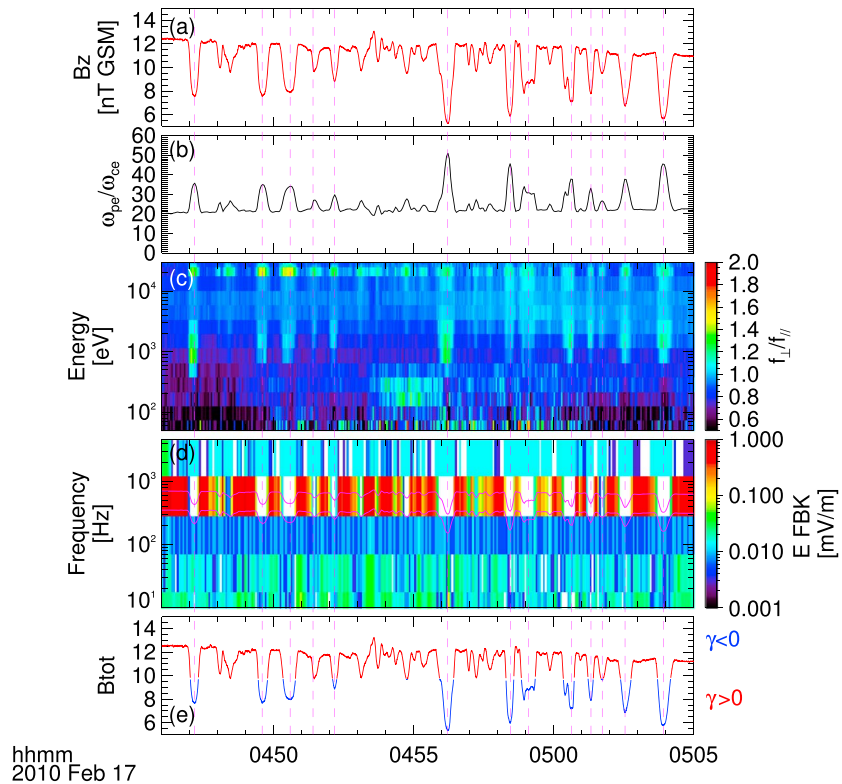 (a)
14
12
10
8
6
Bz
[nT GSM]
(b)
60
50
40
30
20
10
0
ωpe/ωce
(c)
10⁴
10³
10²
Energy
[eV]
2.0
1.8
1.6
1.4
1.2
1.0
0.8
0.6
f⊥/f//
(d)
10³
10²
10¹
Frequency
[Hz]
1.000
0.100
0.010
0.001
E FBK
[mV/m]
(e)
14
12
10
8
6
Btot
γ<0
γ>0
0450 0455 0500 0505
hhmm
2010 Feb 17